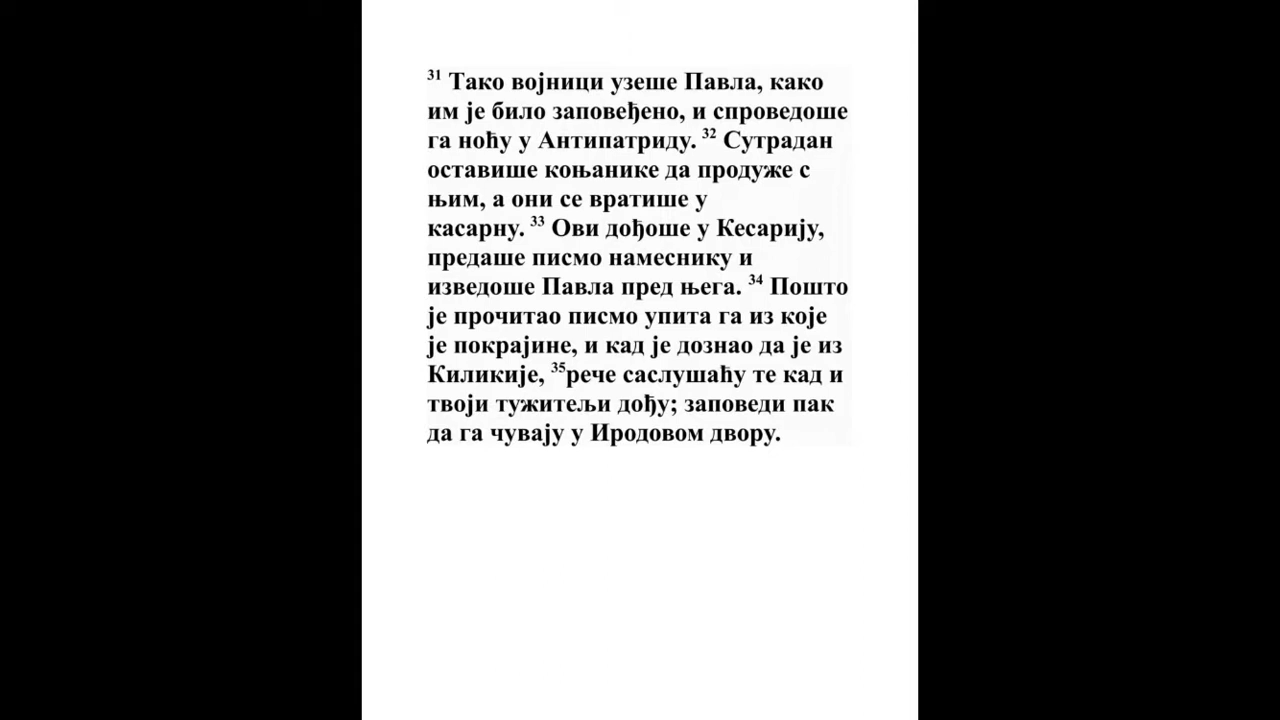 31 Тако војници узеше Павла, како
им је било заповеђено, и спроведоше
га ноћу у Антипатриду. 32 Сутрадан
оставише коњанике да продуже с
њим, а они се вратише у
касарну. 33 Ови дођоше у Кесарију,
предаше писмо намеснику и
изведоше Павла пред њега. 34 Пошто
је прочитао писмо упита га из које
је покрајине, и кад је дознао да је из
Киликије, 35рече саслушаћу те кад и
твоји тужитељи дођу; заповеди пак
да га чувају у Иродовом двору.